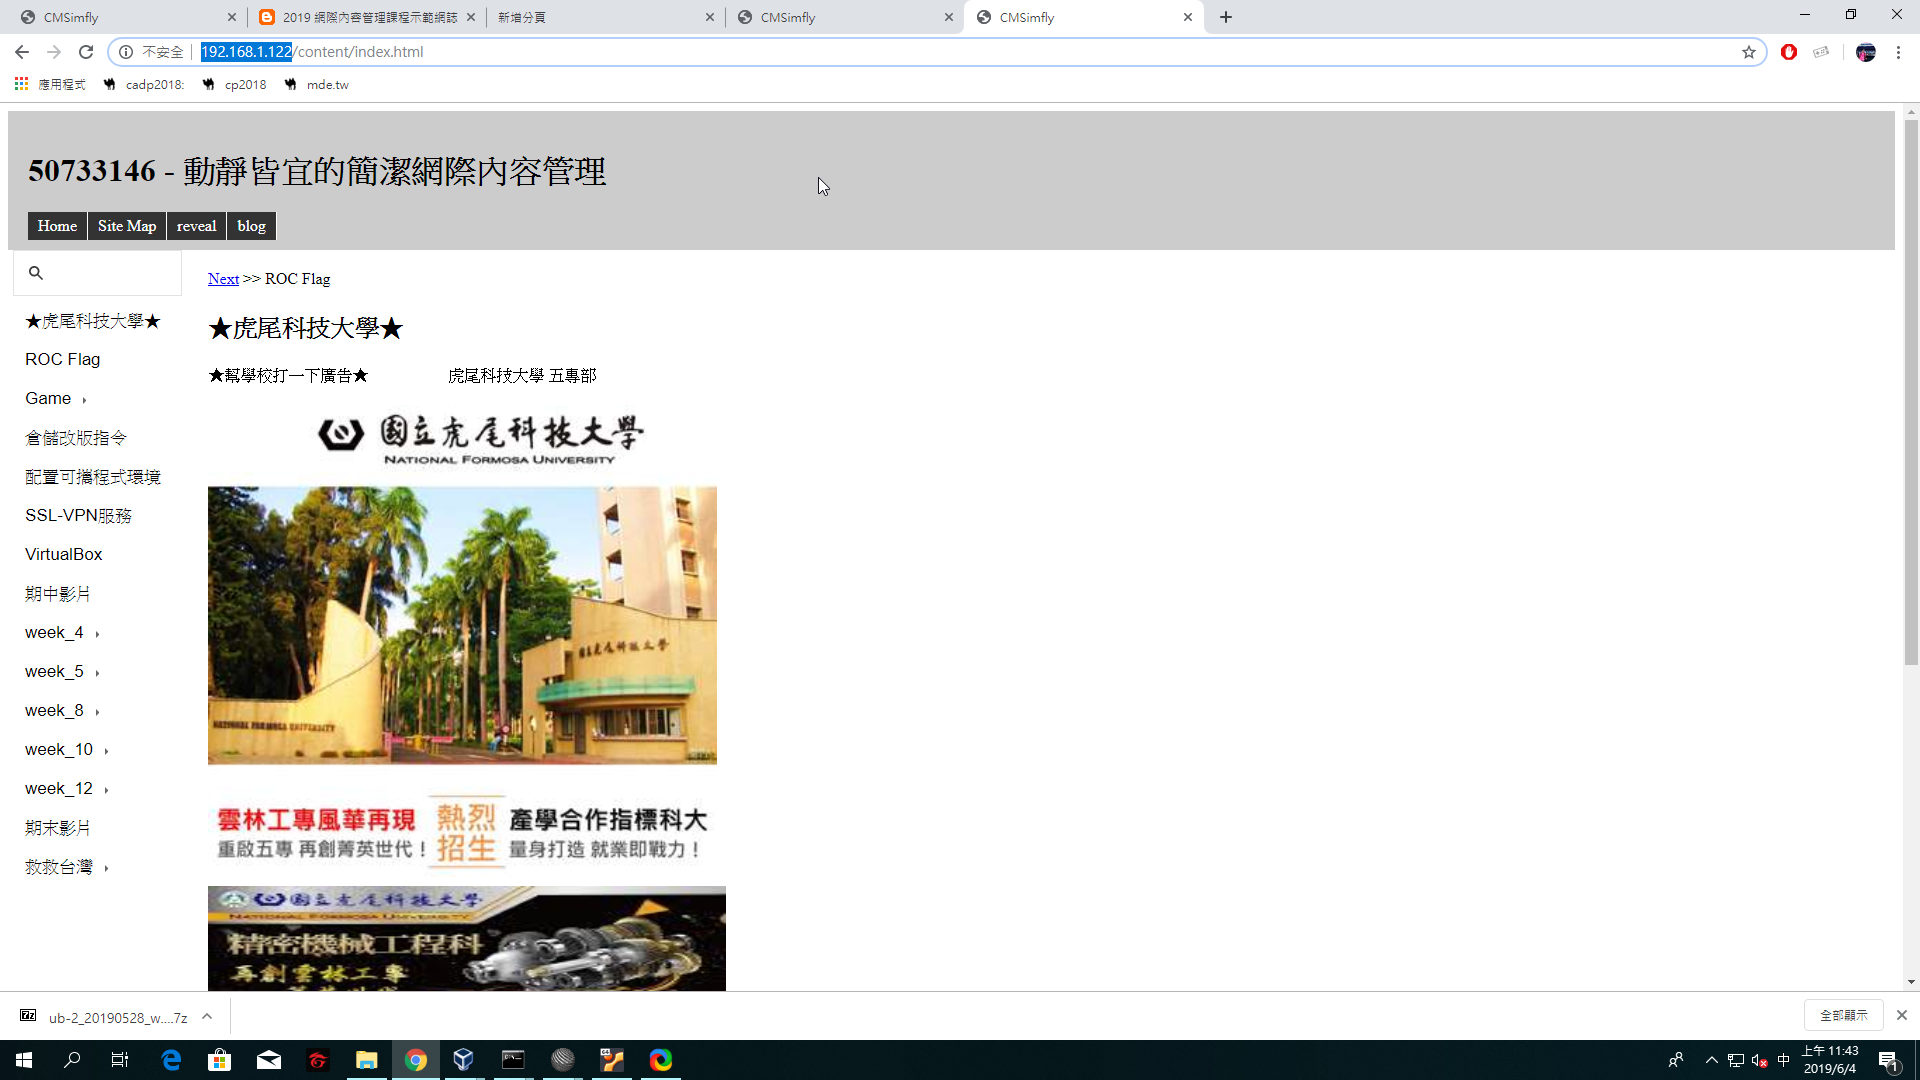 CMSimfly
2019 網際內容管理課程示範網誌
新增分頁
CMSimfly
CMSimfly
不安全
192.168.1.122/content/index.html
應用程式
cadp2018:
cp2018
mde.tw
50733146 - 動靜皆宜的簡潔網際內容管理
Home
Site Map
reveal
blog
Next >> ROC Flag
★虎尾科技大學★
★幫學校打一下廣告★ 虎尾科技大學 五專部
國立虎尾科技大學
NATIONAL FORMOSA UNIVERSITY
國立虎尾科技大學
NATIONAL FORMOSA UNIVERSITY
雲林工專風華再現
重啟五專 再創菁英世代！
熱烈
招生
產學合作指標科大
量身打造 就業即戰力！
國立虎尾科技大學
NATIONAL FORMOSA UNIVERSITY
精密機械工程科
再創雲林工專
★虎尾科技大學★
ROC Flag
Game
倉儲改版指令
配置可攜程式環境
SSL-VPN服務
VirtualBox
期中影片
week_4
week_5
week_8
week_10
week_12
期末影片
救救台灣
ub-2_20190528_w....7z
全部顯示
中
上午 11:43
2019/6/4
1